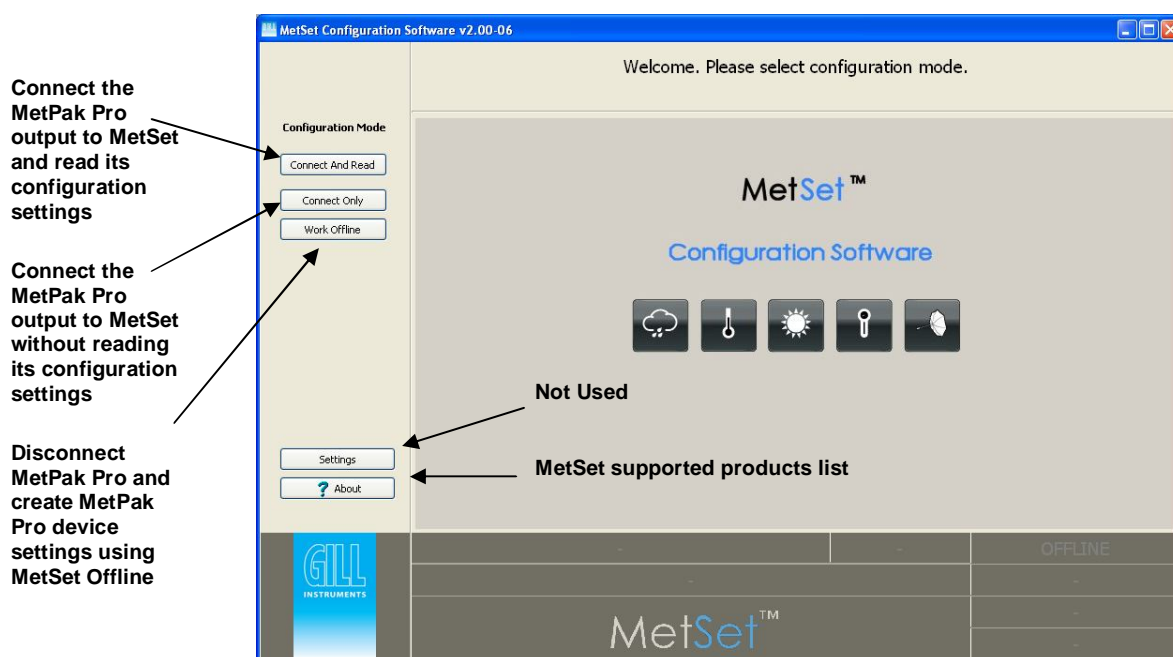 MetSet Configuration Software v2.00-06
Welcome. Please select configuration mode.
Connect the
MetPak Pro
output to MetSet
and read its
configuration
settings
Connect the
MetPak Pro
output to MetSet
without reading
its configuration
settings
Disconnect
MetPak Pro and
create MetPak
Pro device
settings using
MetSet Offline
Configuration Mode
Connect And Read
Connect Only
Work Offline
MetSet™
Configuration Software
Not Used
MetSet supported products list
Settings
? About
GILL
INSTRUMENTS
- - OFFLINE
- -
MetSet™ -
-